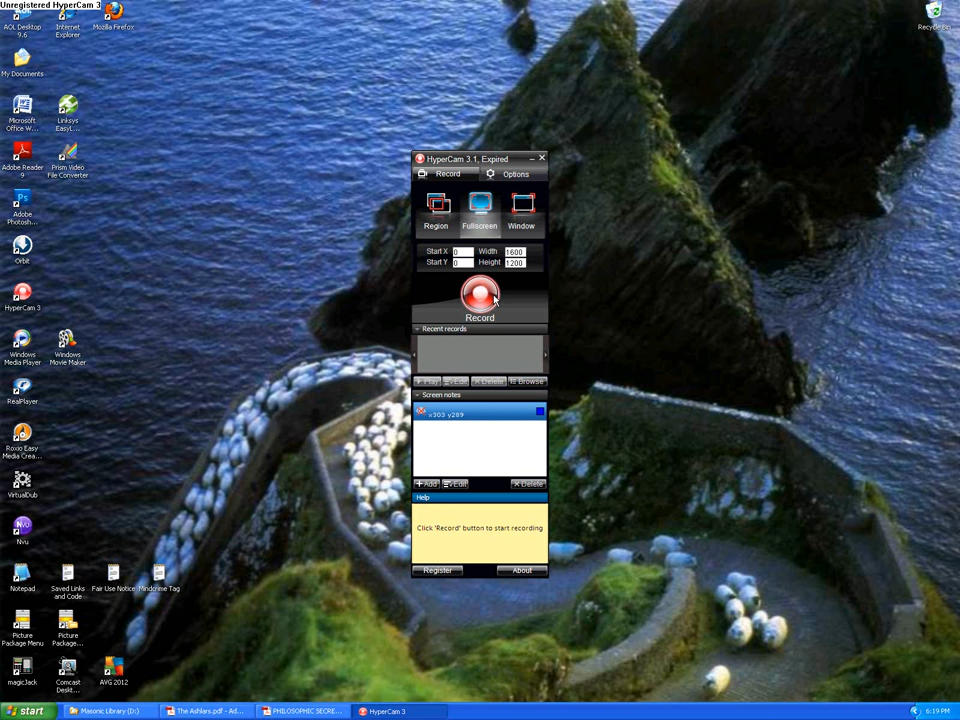 Unregistered HyperCam 3
AOL Desktop 9.6
Internet Explorer
Mozilla Firefox
Recycle Bin
My Documents
Microsoft Office W...
Linksys EasyL...
Adobe Reader 9
Prism Video File Converter
Adobe Photosh...
Orbit
HyperCam 3
Windows Media Player
Windows Movie Maker
RealPlayer
Roxio Easy Media Crea...
VirtualDub
Nvu
Notepad
Saved Links and Code
Fair Use Notice
Mindcrime Tag
Picture Package Menu
Picture Package...
magicJack
Comcast Deskt...
AVG 2012
HyperCam 3.1, Expired
Record
Options
Region
Fullscreen
Window
Start X 0 Width 1600
Start Y 0 Height 1200
Record
Recent records
Play Edit Delete Browse
Screen notes
x303 y289
Add Edit Delete
Help
Click 'Record' button to start recording
Register About
start
Masonic Library (D:)
The Ashlars.pdf - Ad...
PHILOSOPHIC SECRE...
HyperCam 3
6:19 PM